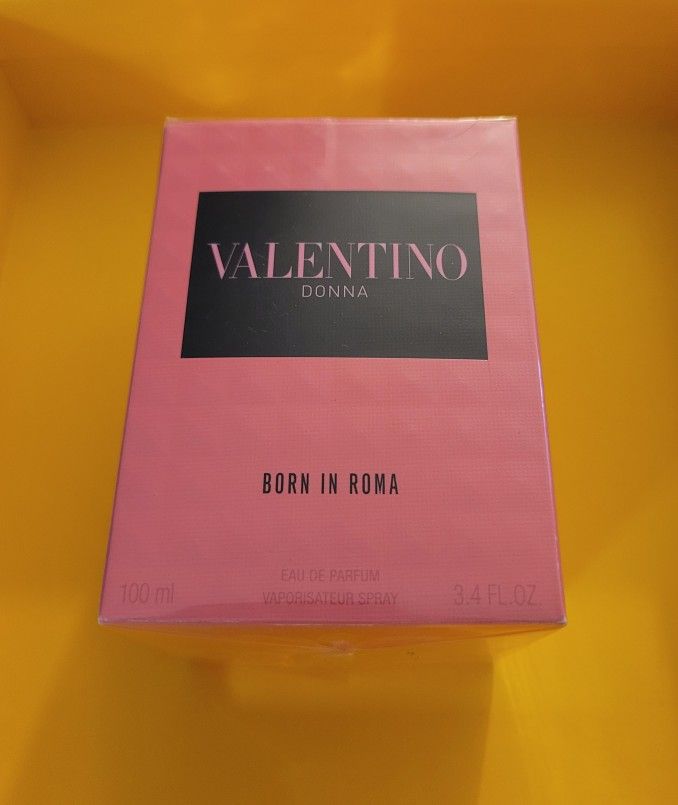 VALENTINO
DONNA
BORN IN ROMA
EAU DE PARFUM
100 ml VAPORISATEUR SPRAY 3.4 FL.OZ.